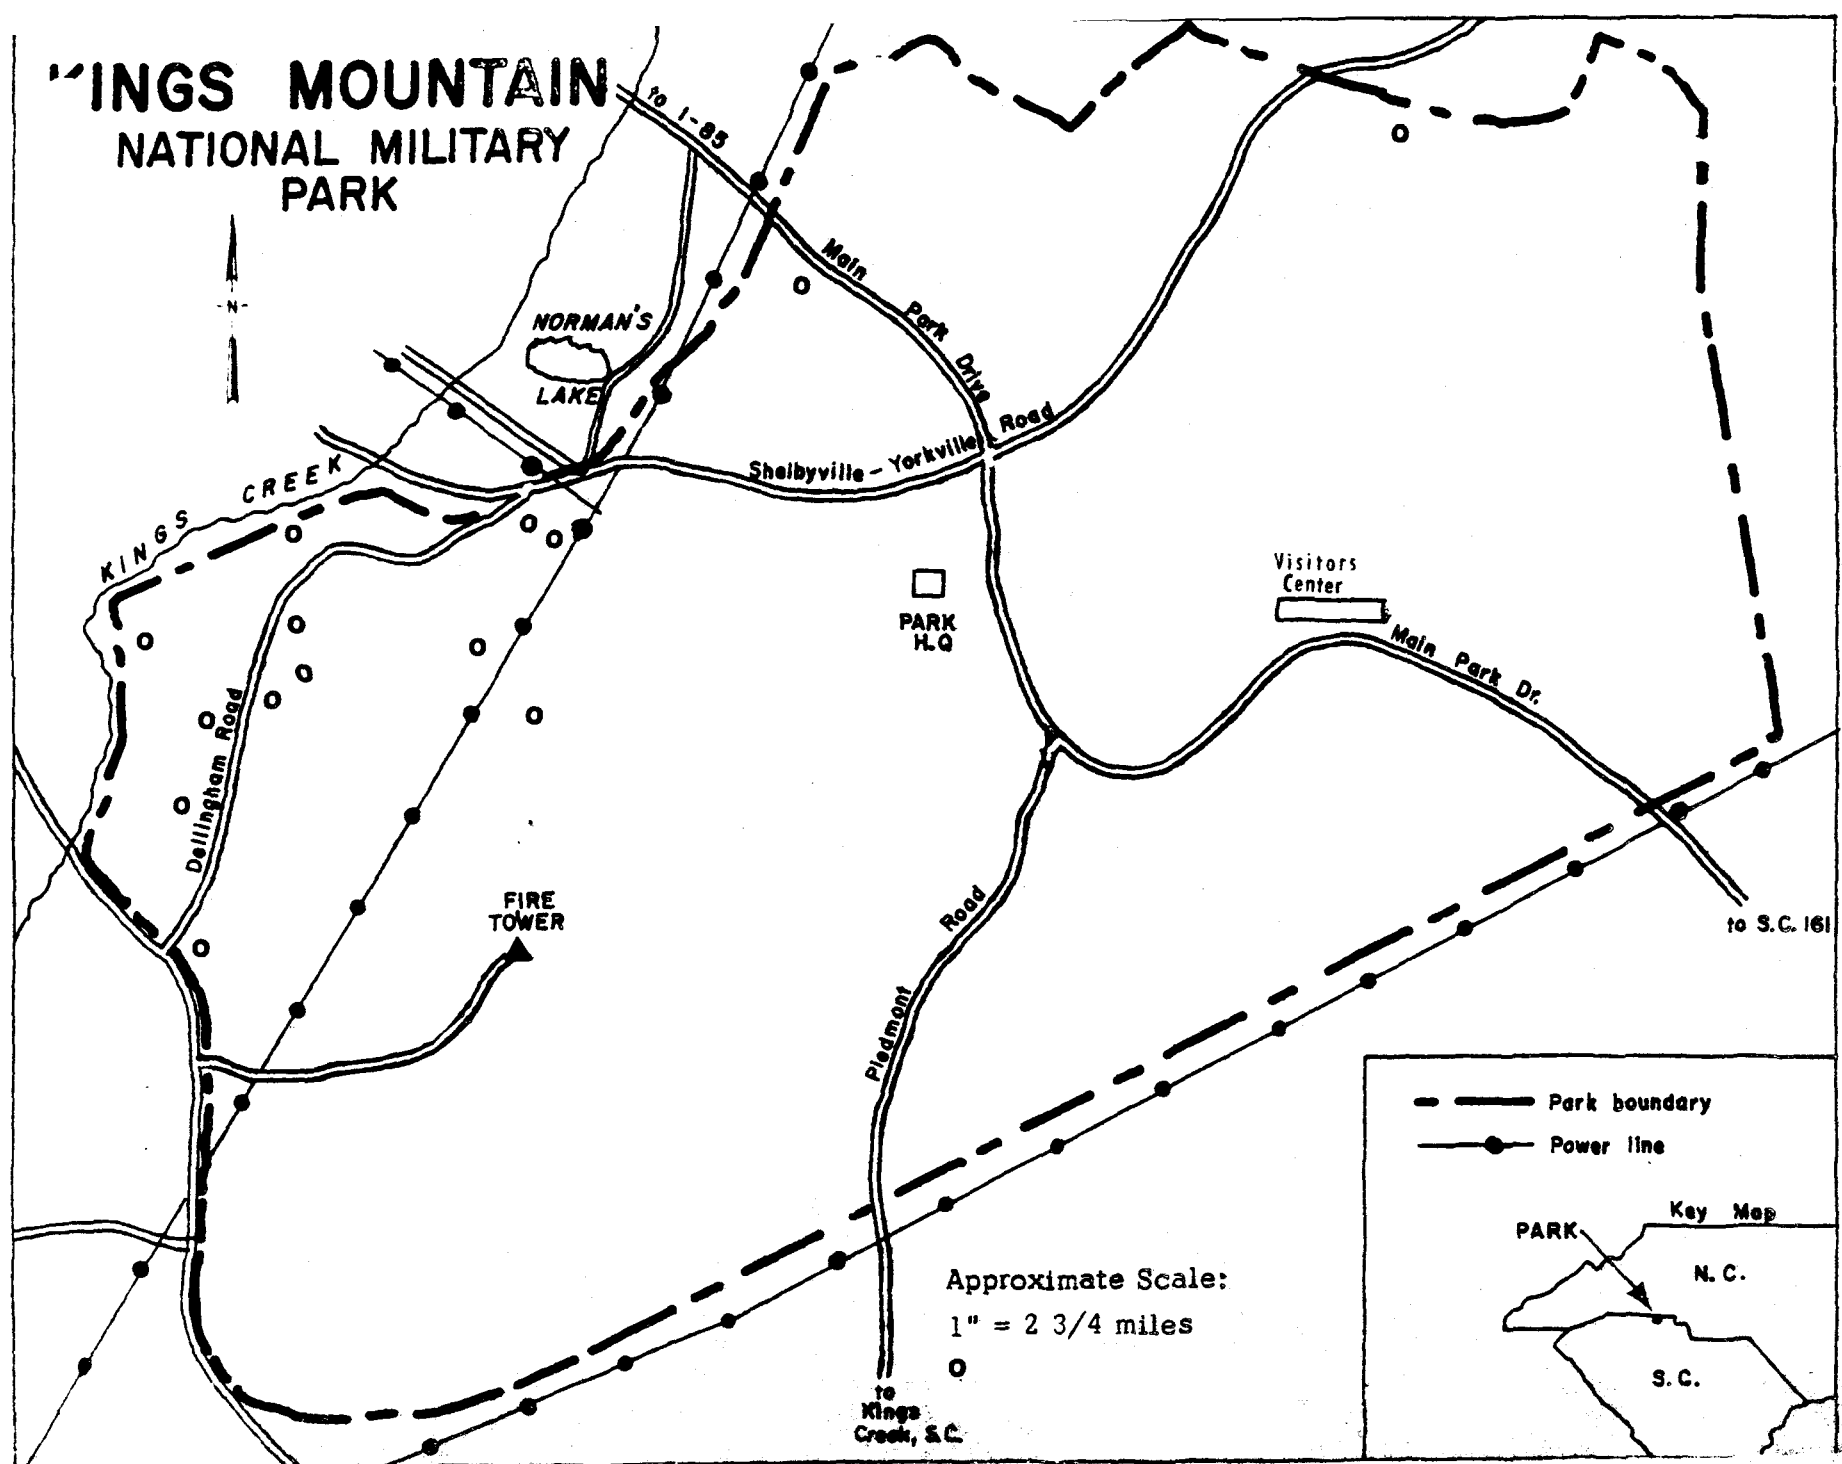 INGS MOUNTAIN
NATIONAL MILITARY
PARK
N
to I-85
NORMAN'S
LAKE
KINGS CREEK
Main Park Drive
Shelbyville - Yorkville Road
PARK
H.Q
Visitors
Center
Main Park Dr.
Dellingham Road
FIRE
TOWER
Piedmont Road
to S.C. 161
Approximate Scale:
1" = 2 3/4 miles
to
Kings
Creek, S.C.
Park boundary
Power line
Key Map
PARK
N.C.
S.C.